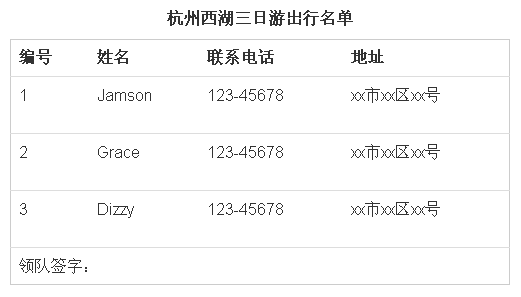 杭州西湖三日游出行名单
编号 姓名 联系电话 地址
1 Jamson 123-45678 xx市xx区xx号
2 Grace 123-45678 xx市xx区xx号
3 Dizzy 123-45678 xx市xx区xx号
领队签字：